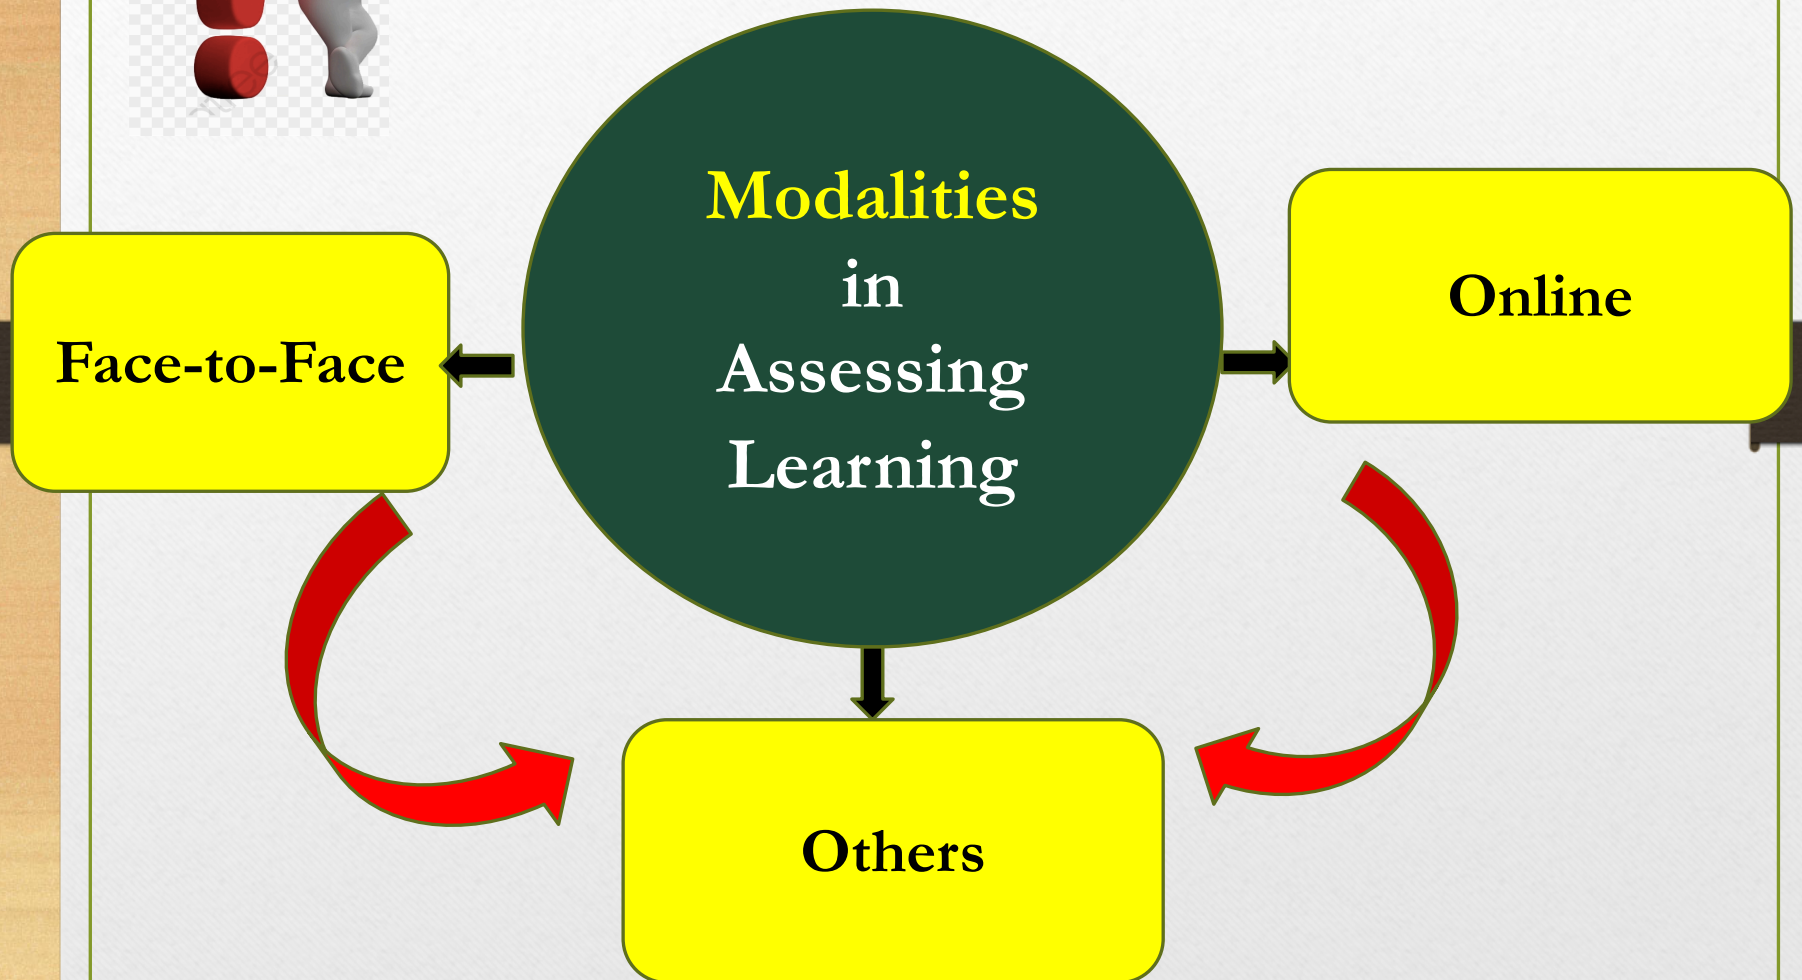 Modalities
in
Assessing
Learning
Face-to-Face
Online
Others